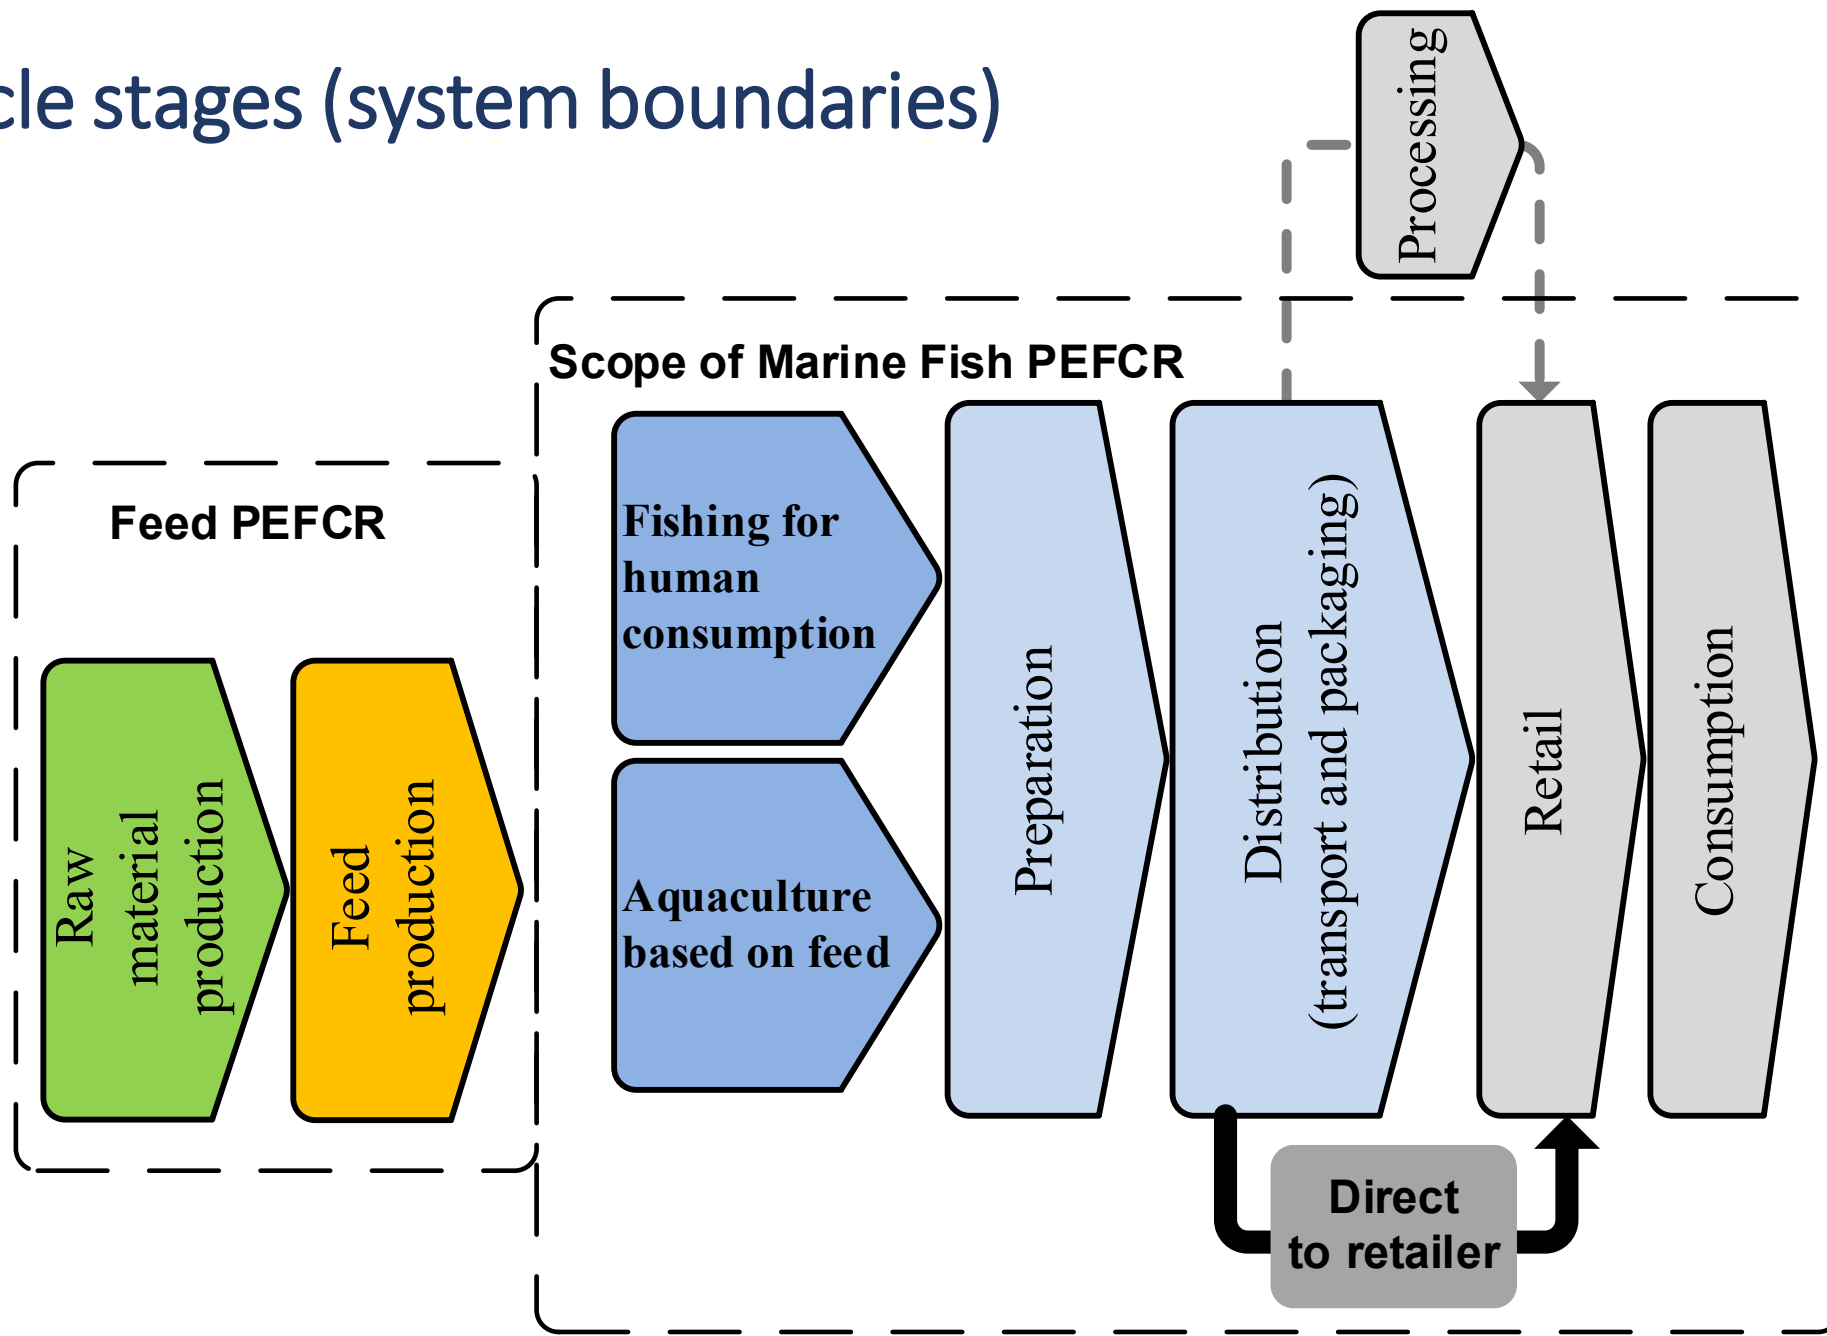 cle stages (system boundaries)
Processing
Scope of Marine Fish PEFCR
Feed PEFCR
Raw
material
production
Feed
production
Fishing for
human
consumption
Aquaculture
based on feed
Preparation
Distribution
(transport and packaging)
Retail
Consumption
Direct
to retailer